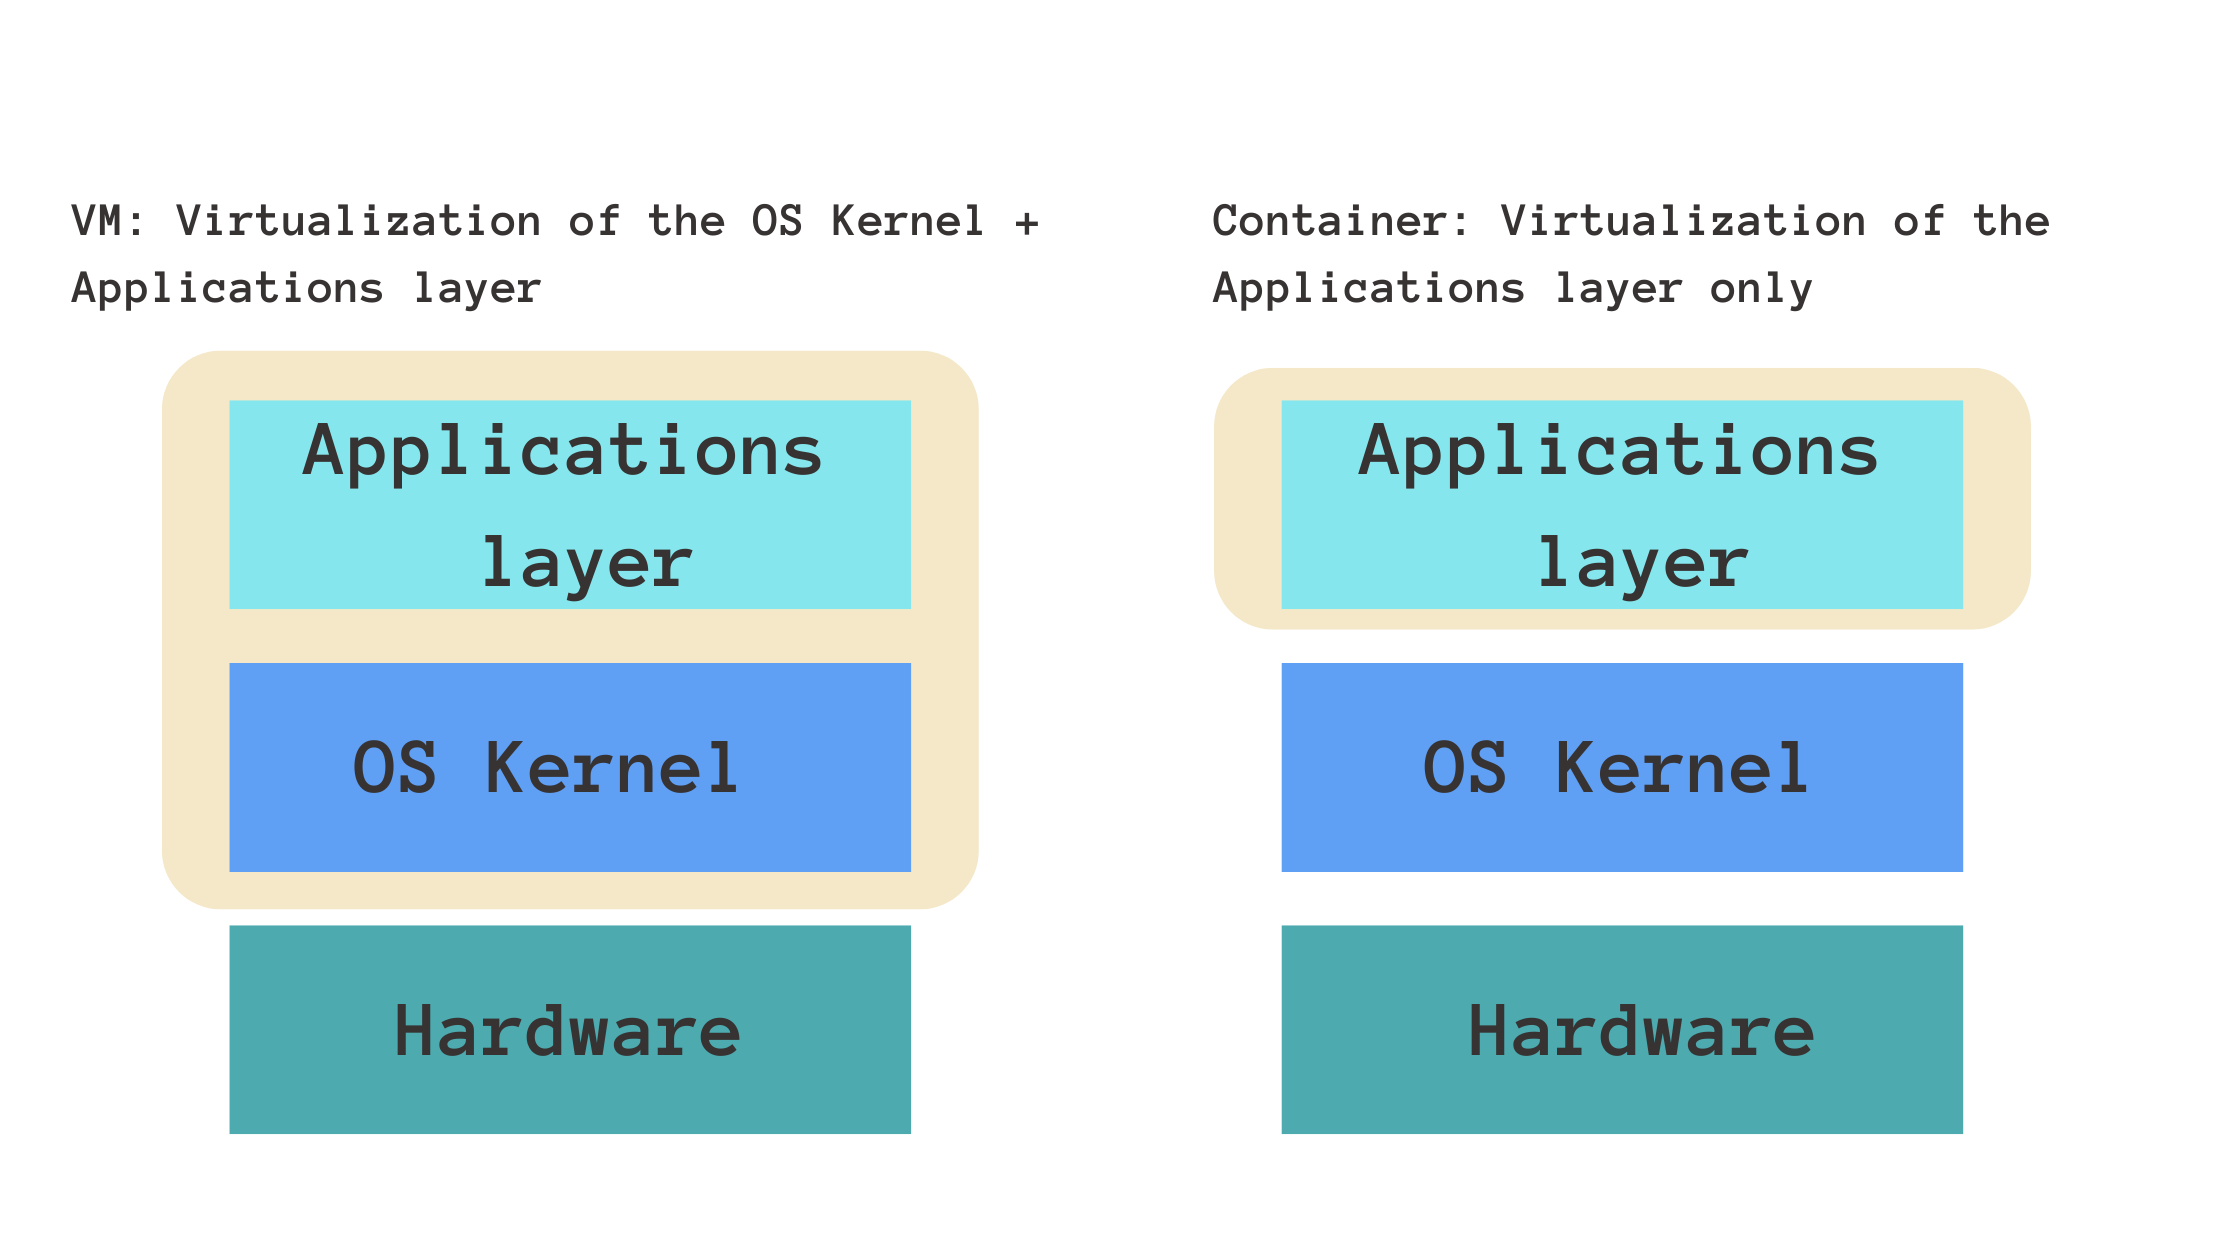 VM: Virtualization of the OS Kernel +
Applications layer
Applications
layer
OS Kernel
Hardware
Container: Virtualization of the
Applications layer only
Applications
layer
OS Kernel
Hardware